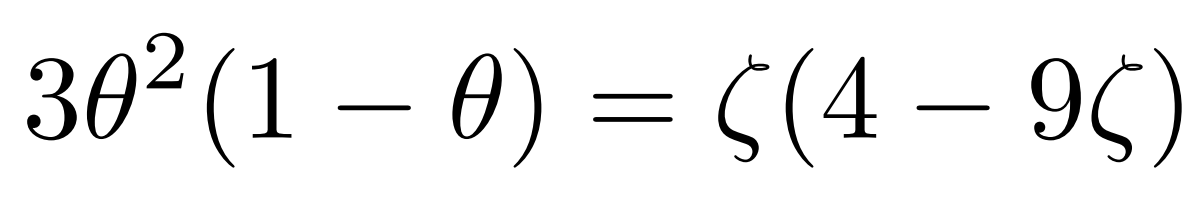 3θ²(1 − θ) = ζ(4 − 9ζ)